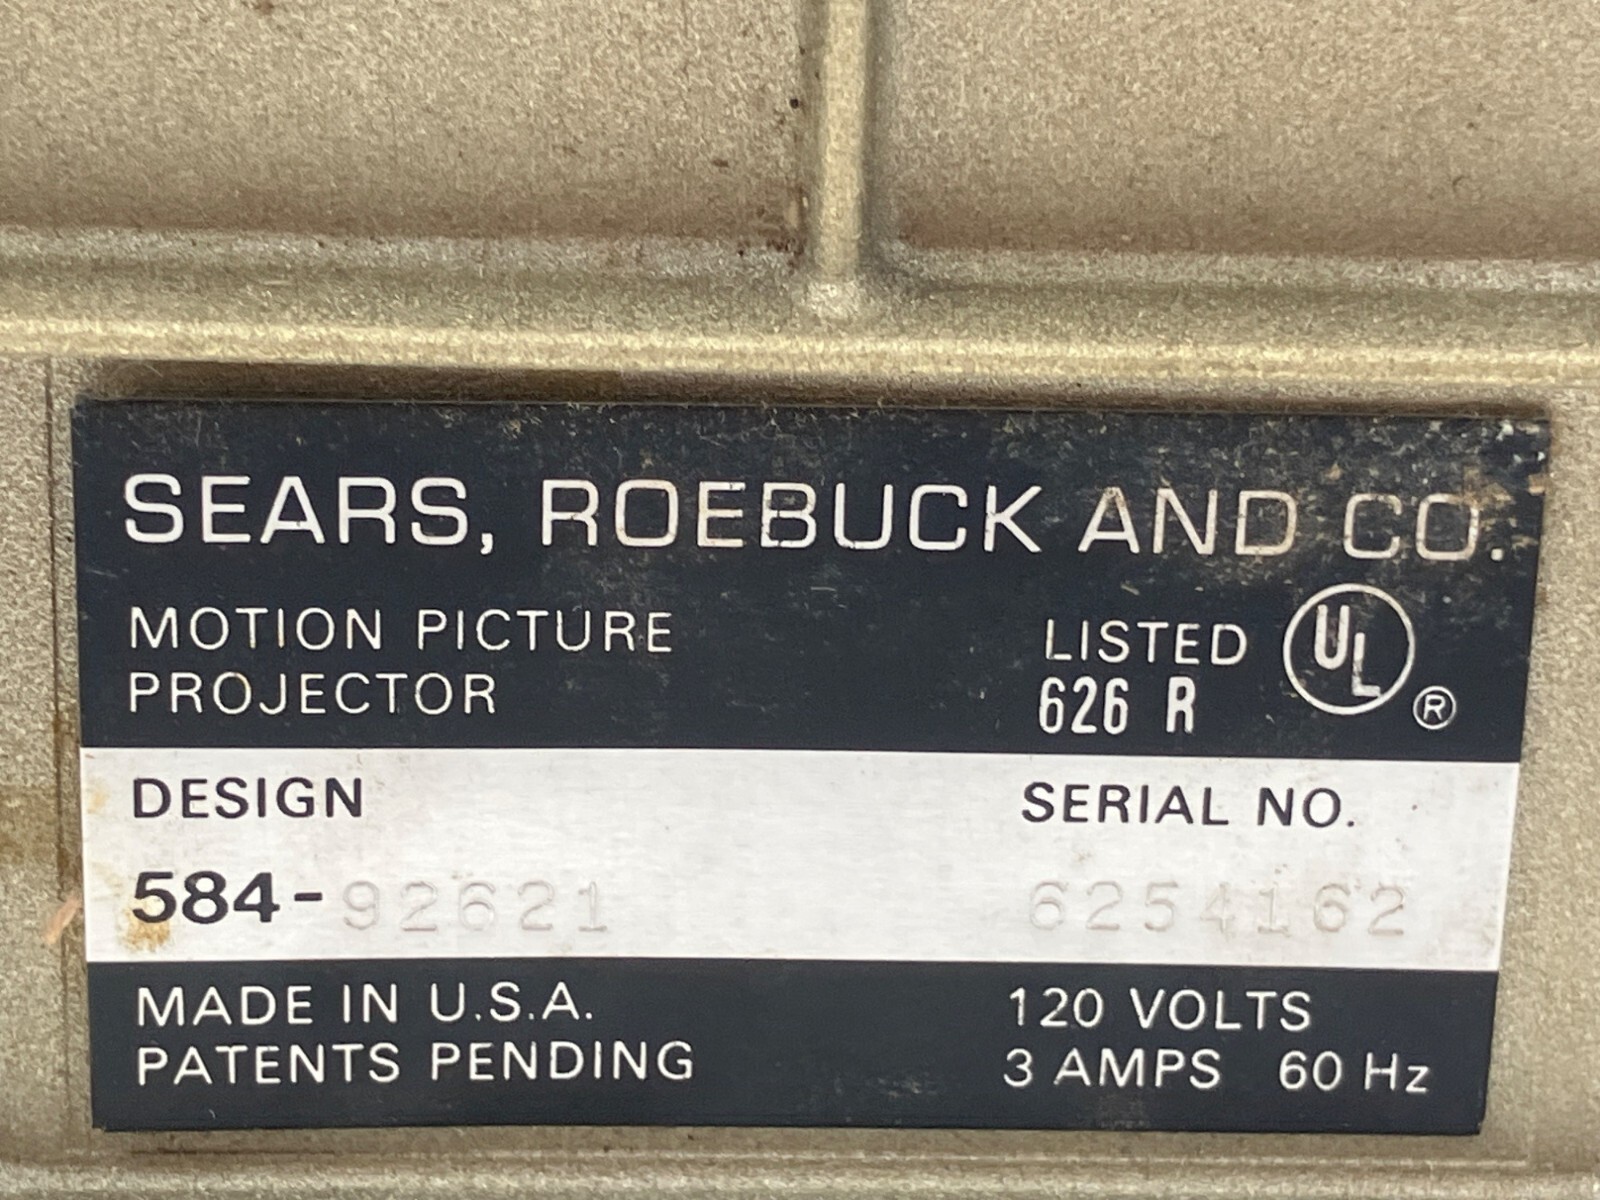 SEARS, ROEBUCK AND CO.
MOTION PICTURE
PROJECTOR
LISTED UL ®
626 R
DESIGN
584-92621
SERIAL NO.
6254162
MADE IN U.S.A.
PATENTS PENDING
120 VOLTS
3 AMPS 60 Hz